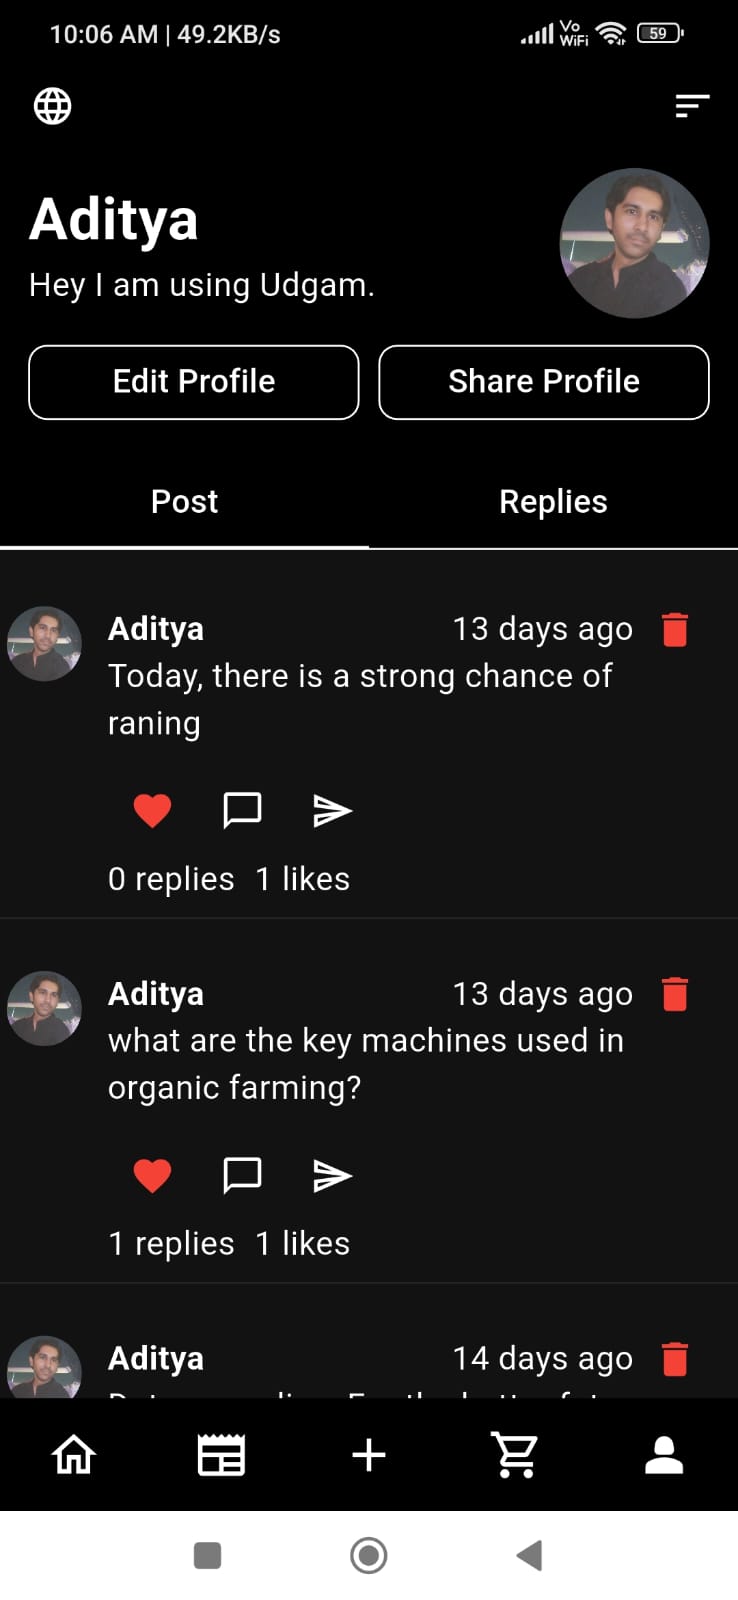 10:06 AM | 49.2KB/s
Vo
WiFi
59
Aditya
Hey I am using Udgam.
Edit Profile
Share Profile
Post
Replies
Aditya
13 days ago
Today, there is a strong chance of
raning
0 replies 1 likes
Aditya
13 days ago
what are the key machines used in
organic farming?
1 replies 1 likes
Aditya
14 days ago